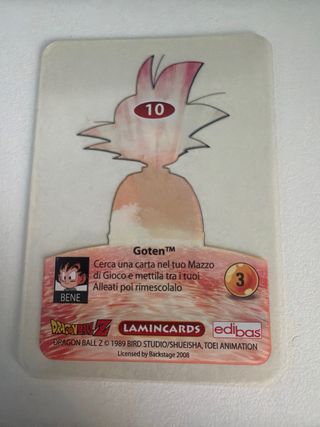 10
Goten™
Cerca una carta nel tuo Mazzo
di Gioco e mettila tra i tuoi
Alleati poi rimescolalo
BENE
3
DRAGON BALL Z
LAMINCARDS
edibas
DRAGON BALL Z © 1989 BIRD STUDIO/SHUEISHA, TOEI ANIMATION
Licensed by Backstage 2008